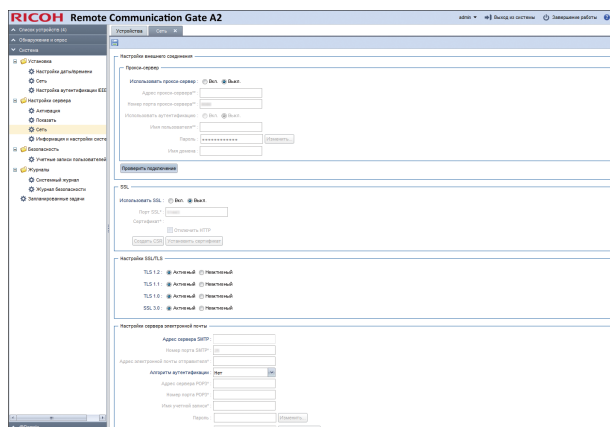 RICOH Remote Communication Gate A2
admin
Выход из системы
Завершение работы
Список устройств (4)
Обнаружение и опрос
Система
Устройства
Сеть
Установка
Настройки даты/времени
Сеть
Настройка аутентификации IEEE
Настройки сервера
Активация
Показать
Сеть
Информация и настройки систе
Безопасность
Учетные записи пользователей
Журналы
Системный журнал
Журнал безопасности
Запланированные задачи
Настройки внешнего соединения
Прокси-сервер
Использовать прокси-сервер : Вкл. Выкл.
Адрес прокси-сервера**:
Номер порта прокси-сервера**:
Использовать аутентификацию : Вкл. Выкл.
Имя пользователя**:
Пароль: Изменить...
Имя домена:
Проверить подключение
SSL
Использовать SSL : Вкл. Выкл.
Порт SSL*:
Сертификат*:
Отключить HTTP
Создать CSR Установить сертификат
Настройки SSL/TLS
TLS 1.2 : Активный Неактивный
TLS 1.1 : Активный Неактивный
TLS 1.0 : Активный Неактивный
SSL 3.0 : Активный Неактивный
Настройки сервера электронной почты
Адрес сервера SMTP:
Номер порта SMTP*:
Адрес электронной почты отправителя*:
Алгоритм аутентификации : Нет
Адрес сервера POP3*:
Номер порта POP3*:
Имя учетной записи*:
Пароль: Изменить...